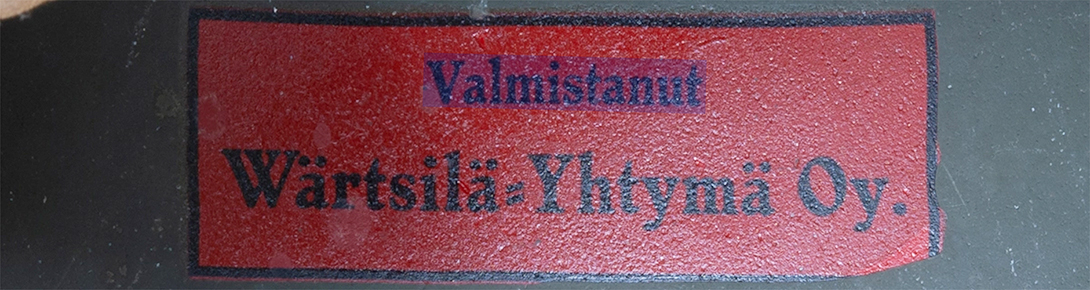 Valmistanut
Wärtsilä-Yhtymä Oy.